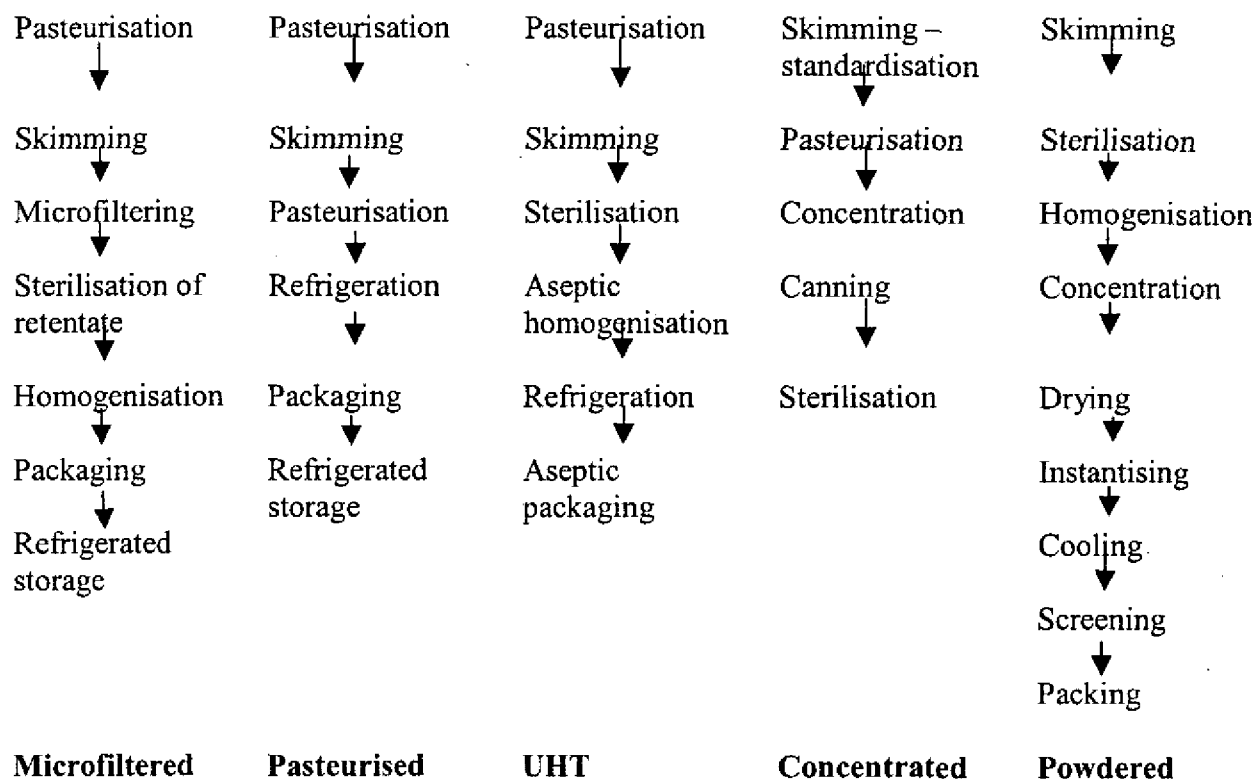 Pasteurisation
Skimming
Microfiltering
Sterilisation of
retentate
Homogenisation
Packaging
Refrigerated
storage
Microfiltered
Pasteurisation
Skimming
Pasteurisation
Refrigeration
Packaging
Refrigerated
storage
Pasteurised
Pasteurisation
Skimming
Sterilisation
Aseptic
homogenisation
Refrigeration
Aseptic
packaging
UHT
Skimming –
standardisation
Pasteurisation
Concentration
Canning
Sterilisation
Concentrated
Skimming
Sterilisation
Homogenisation
Concentration
Drying
Instantising
Cooling
Screening
Packing
Powdered